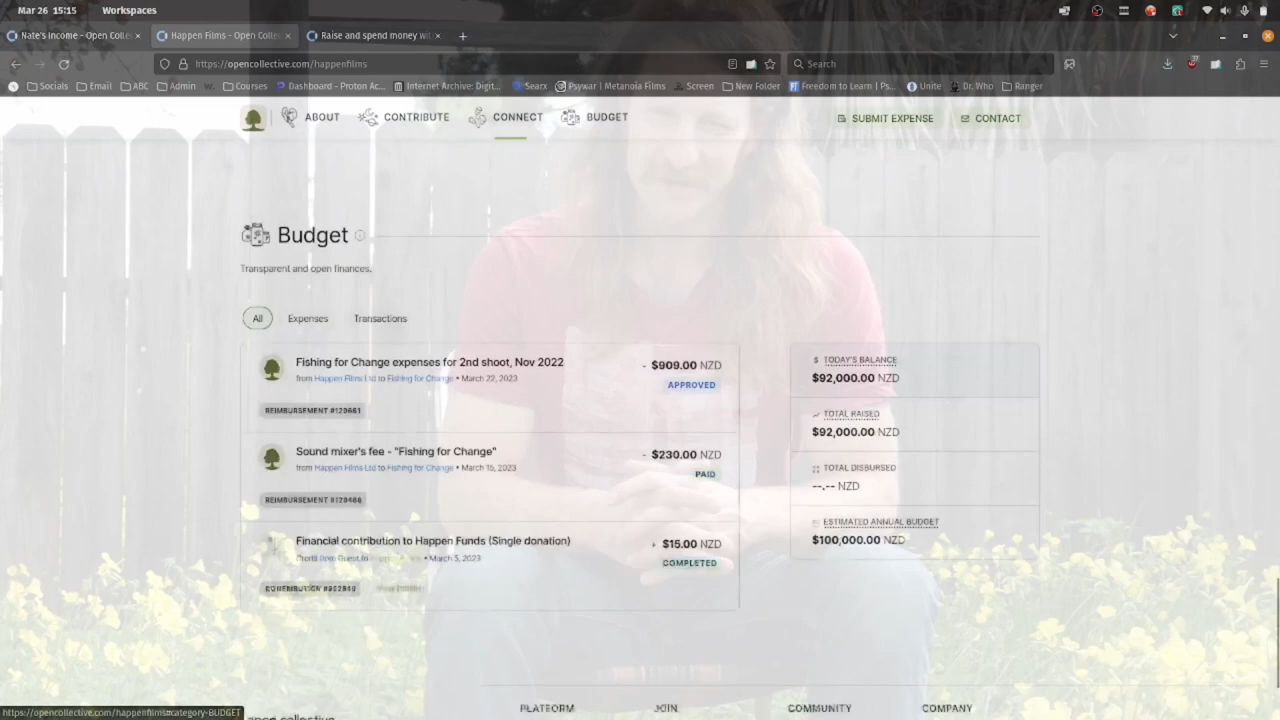 Mar 26 15:15 Workspaces
Nate's Income - Open Colle
Happen Films - Open Colle
Raise and spend money wi
https://opencollective.com/happenfilms
Search
Socials Email ABC Admin W. Courses Dashboard - Proton Ac... Internet Archive: Digit... Searx Psywar | Metanoia Films Screen New Folder Freedom to Learn | Ps... Unite Dr. Who Ranger
ABOUT CONTRIBUTE CONNECT BUDGET SUBMIT EXPENSE CONTACT
Budget
Transparent and open finances.
All Expenses Transactions
Fishing for Change expenses for 2nd shoot, Nov 2022 - $909.00 NZD
from Happen Films Ltd to Fishing for Change • March 22, 2023 APPROVED
REIMBURSEMENT #120661
Sound mixer's fee - "Fishing for Change" - $230.00 NZD
from Happen Films Ltd to Fishing for Change • March 15, 2023 PAID
REIMBURSEMENT
Financial contribution to Happen Funds (Single donation) + $15.00 NZD
March 5, 2023 COMPLETED
TODAY'S BALANCE
$92,000.00 NZD
TOTAL RAISED
$92,000.00 NZD
TOTAL DISBURSED
--.-- NZD
ESTIMATED ANNUAL BUDGET
$100,000.00 NZD
PLATFORM JOIN COMMUNITY COMPANY
https://opencollective.com/happenfilms#category-BUDGET
collective